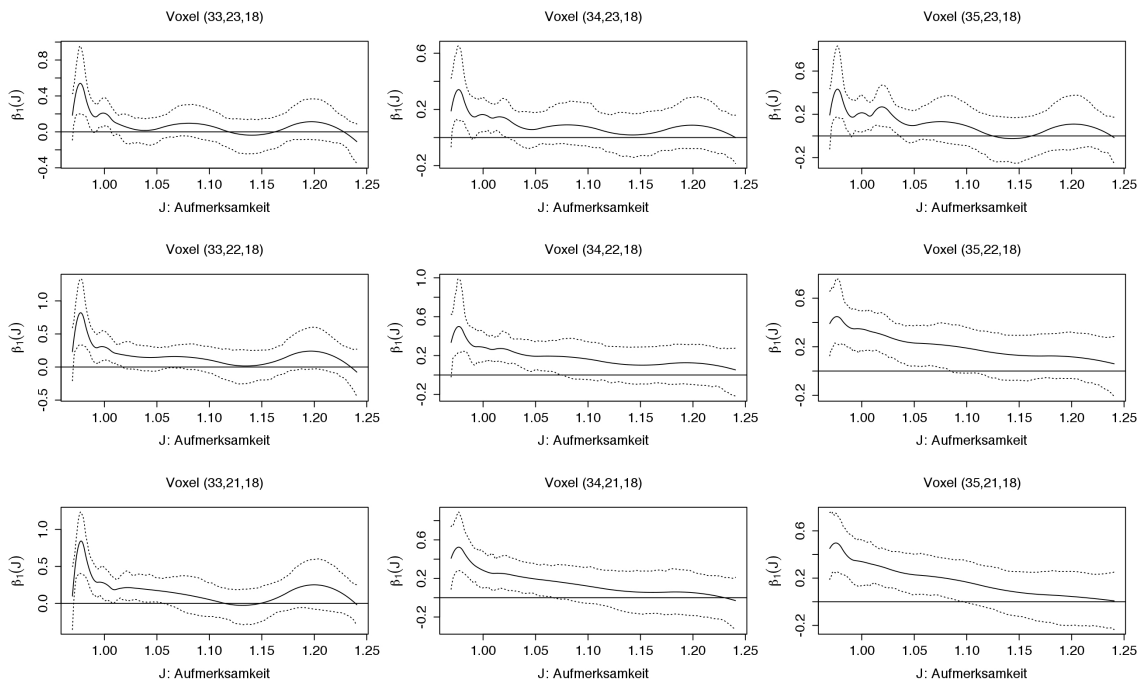 Voxel (33,23,18)
Voxel (34,23,18)
Voxel (35,23,18)
β₁(J)
-0.4 0.0 0.4 0.8
1.00 1.05 1.10 1.15 1.20 1.25
J: Aufmerksamkeit
β₁(J)
-0.2 0.2 0.6
1.00 1.05 1.10 1.15 1.20 1.25
J: Aufmerksamkeit
β₁(J)
-0.2 0.2 0.6
1.00 1.05 1.10 1.15 1.20 1.25
J: Aufmerksamkeit
Voxel (33,22,18)
Voxel (34,22,18)
Voxel (35,22,18)
β₁(J)
-0.5 0.0 0.5 1.0
1.00 1.05 1.10 1.15 1.20 1.25
J: Aufmerksamkeit
β₁(J)
-0.2 0.2 0.6 1.0
1.00 1.05 1.10 1.15 1.20 1.25
J: Aufmerksamkeit
β₁(J)
-0.2 0.2 0.6
1.00 1.05 1.10 1.15 1.20 1.25
J: Aufmerksamkeit
Voxel (33,21,18)
Voxel (34,21,18)
Voxel (35,21,18)
β₁(J)
0.0 0.5 1.0
1.00 1.05 1.10 1.15 1.20 1.25
J: Aufmerksamkeit
β₁(J)
-0.2 0.2 0.6
1.00 1.05 1.10 1.15 1.20 1.25
J: Aufmerksamkeit
β₁(J)
-0.2 0.2 0.6
1.00 1.05 1.10 1.15 1.20 1.25
J: Aufmerksamkeit